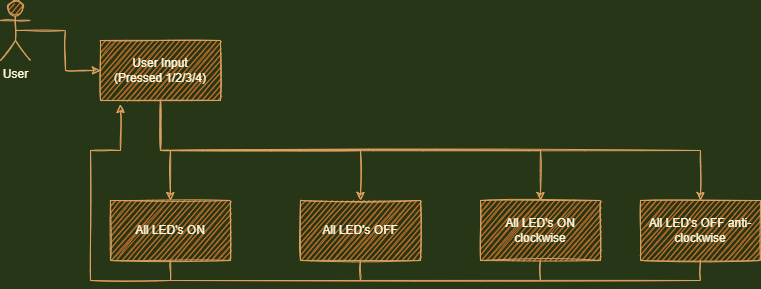 User
User Input
(Pressed 1/2/3/4)
All LED's ON
All LED's OFF
All LED's ON
clockwise
All LED's OFF anti-
clockwise